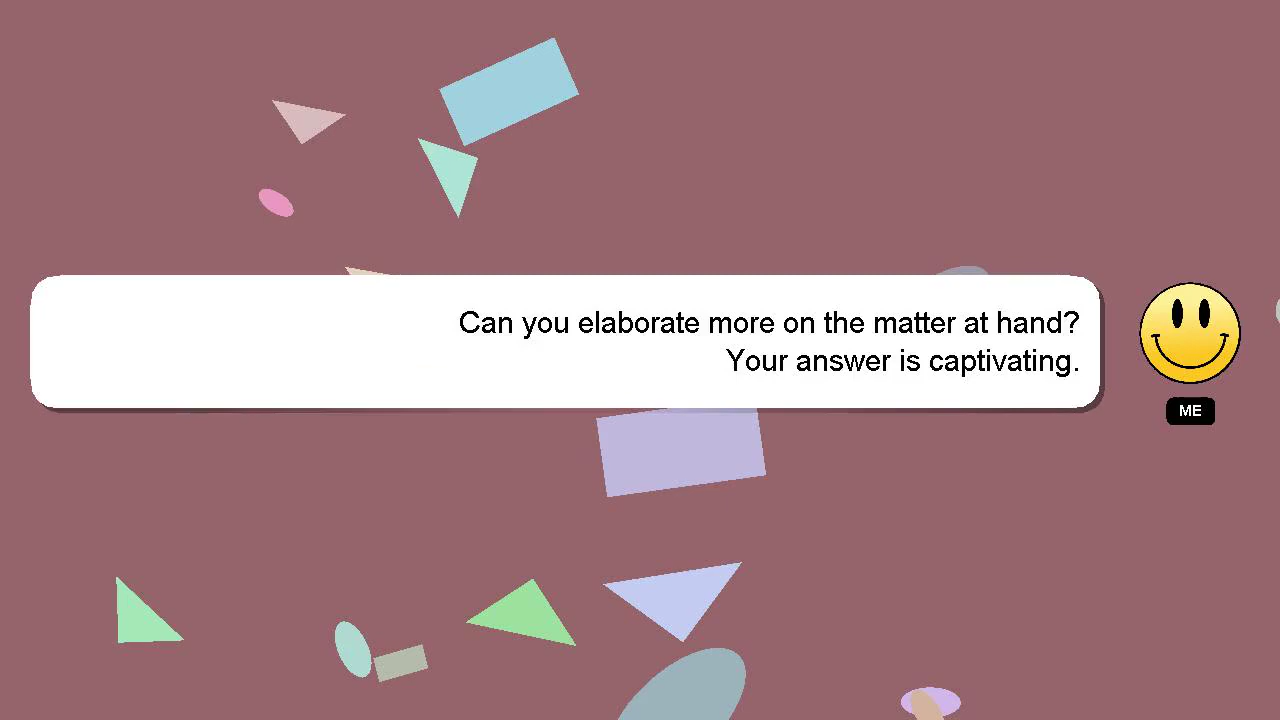 Can you elaborate more on the matter at hand?
Your answer is captivating.
ME